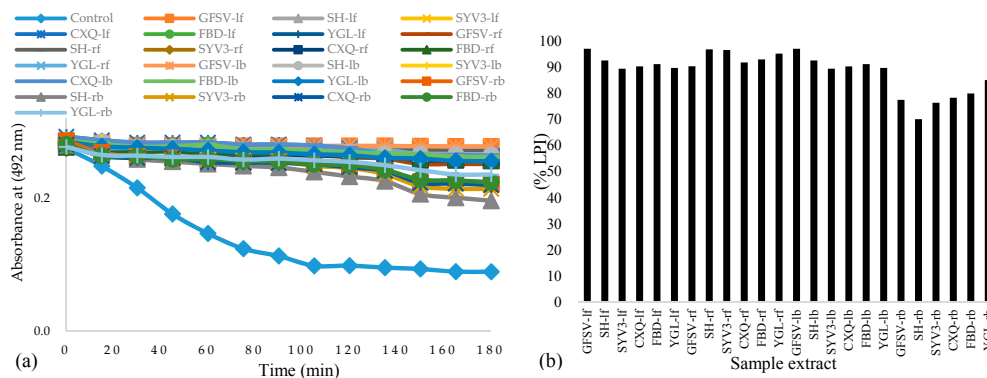 Control GFSV-lf SH-lf SYV3-lf
CXQ-lf FBD-lf YGL-lf GFSV-rf
SH-rf SYV3-rf CXQ-rf FBD-rf
YGL-rf GFSV-lb SH-lb SYV3-lb
CXQ-lb FBD-lb YGL-lb GFSV-rb
SH-rb SYV3-rb CXQ-rb FBD-rb
YGL-rb
Absorbance at (492 nm)
0.2
0.0
0 20 40 60 80 100 120 140 160 180
Time (min)
(a)
(% LPI)
100
90
80
70
60
50
40
30
20
10
0
GFSV-lf
SH-lf
SYV3-lf
CXQ-lf
FBD-lf
YGL-lf
GFSV-rf
SH-rf
SYV3-rf
CXQ-rf
FBD-rf
YGL-rf
GFSV-lb
SH-lb
SYV3-lb
CXQ-lb
FBD-lb
YGL-lb
GFSV-rb
SH-rb
SYV3-rb
CXQ-rb
FBD-rb
Sample extract
(b)